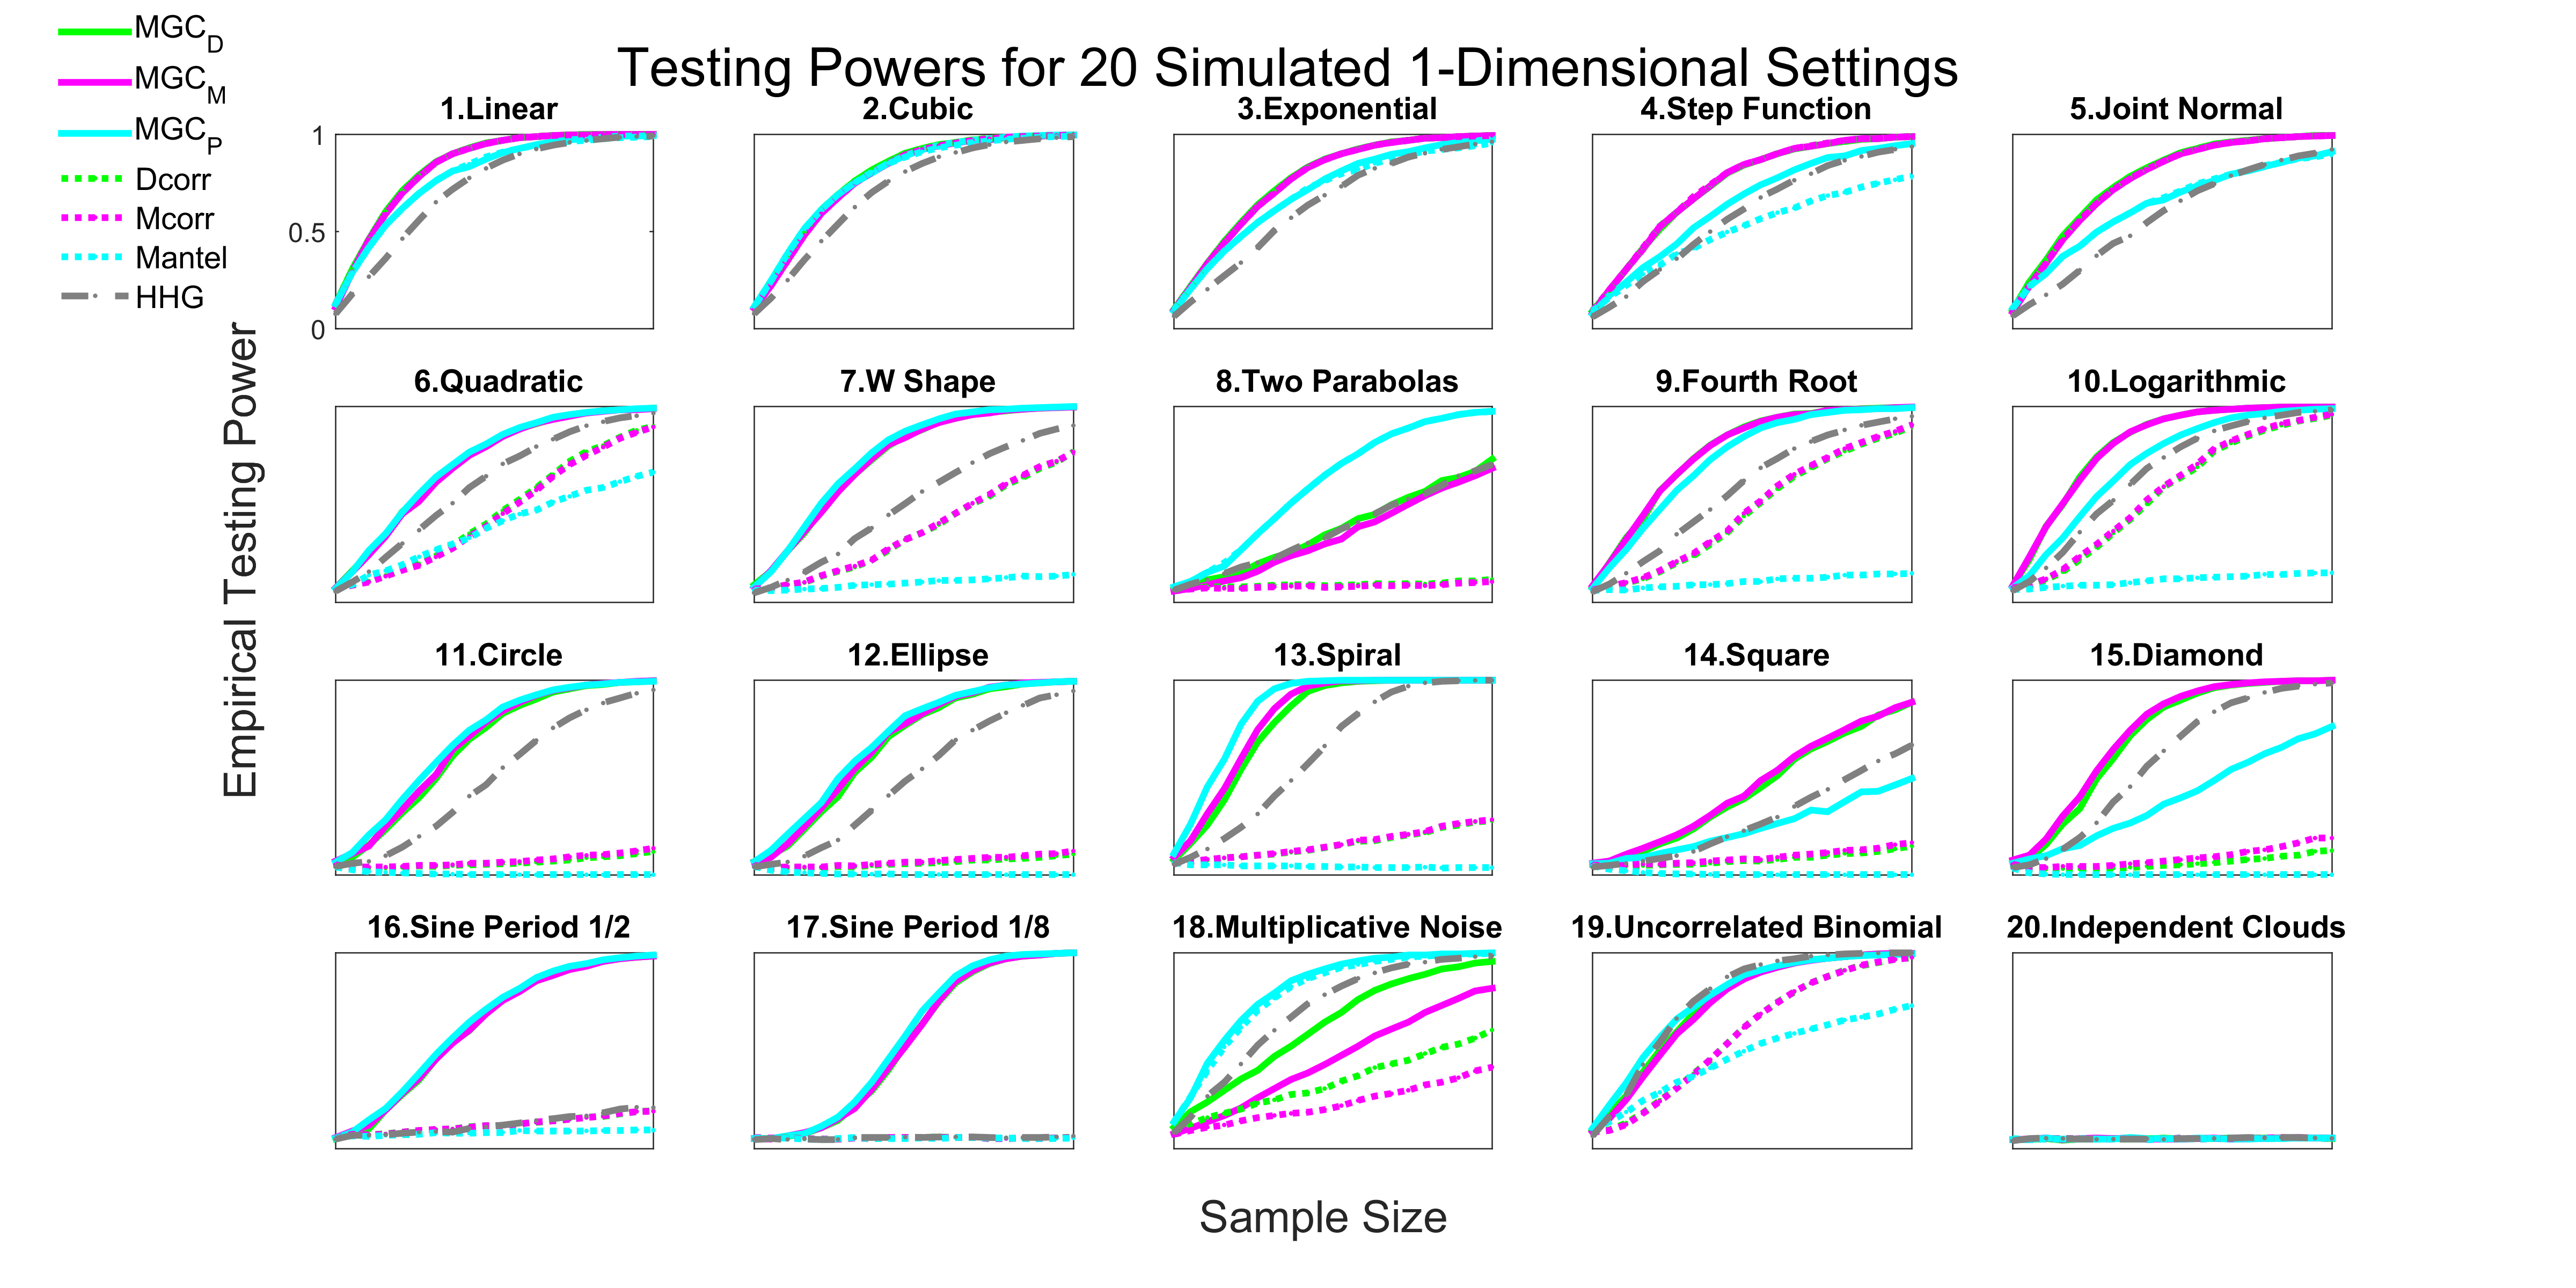 MGC_D
MGC_M
MGC_P
Dcorr
Mcorr
Mantel
HHG
Testing Powers for 20 Simulated 1-Dimensional Settings
1.Linear
2.Cubic
3.Exponential
4.Step Function
5.Joint Normal
1
0.5
0
Empirical Testing Power
6.Quadratic
7.W Shape
8.Two Parabolas
9.Fourth Root
10.Logarithmic
11.Circle
12.Ellipse
13.Spiral
14.Square
15.Diamond
16.Sine Period 1/2
17.Sine Period 1/8
18.Multiplicative Noise
19.Uncorrelated Binomial
20.Independent Clouds
Sample Size